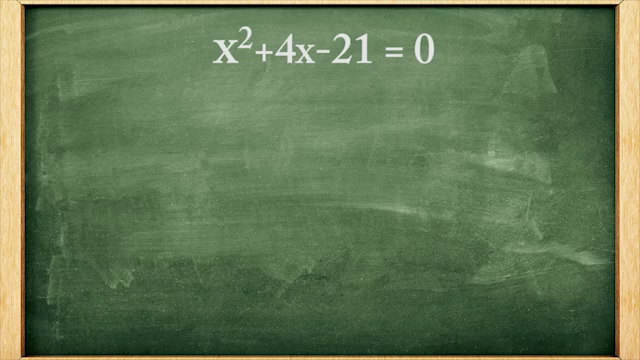 x²+4x-21 = 0